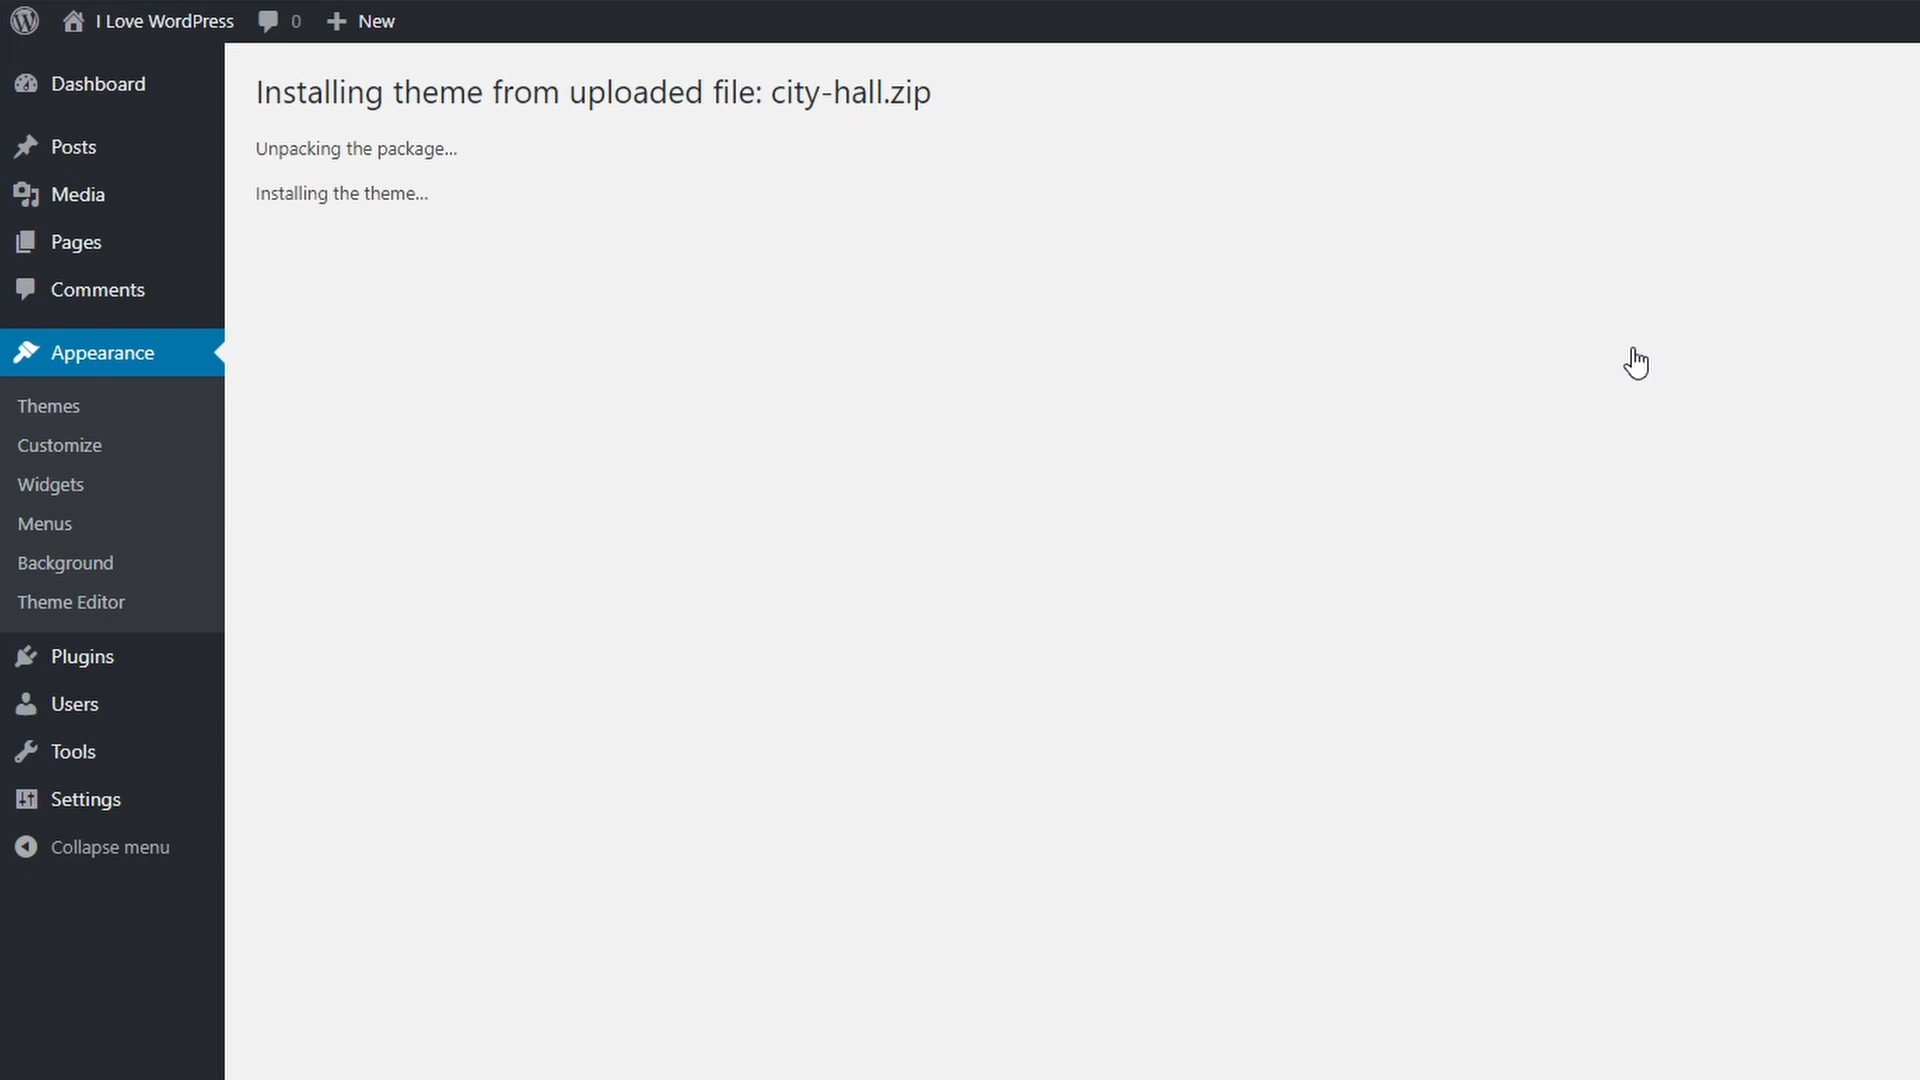 I Love WordPress 0 New
Dashboard
Posts
Media
Pages
Comments
Appearance
Themes
Customize
Widgets
Menus
Background
Theme Editor
Plugins
Users
Tools
Settings
Collapse menu
Installing theme from uploaded file: city-hall.zip
Unpacking the package...
Installing the theme...